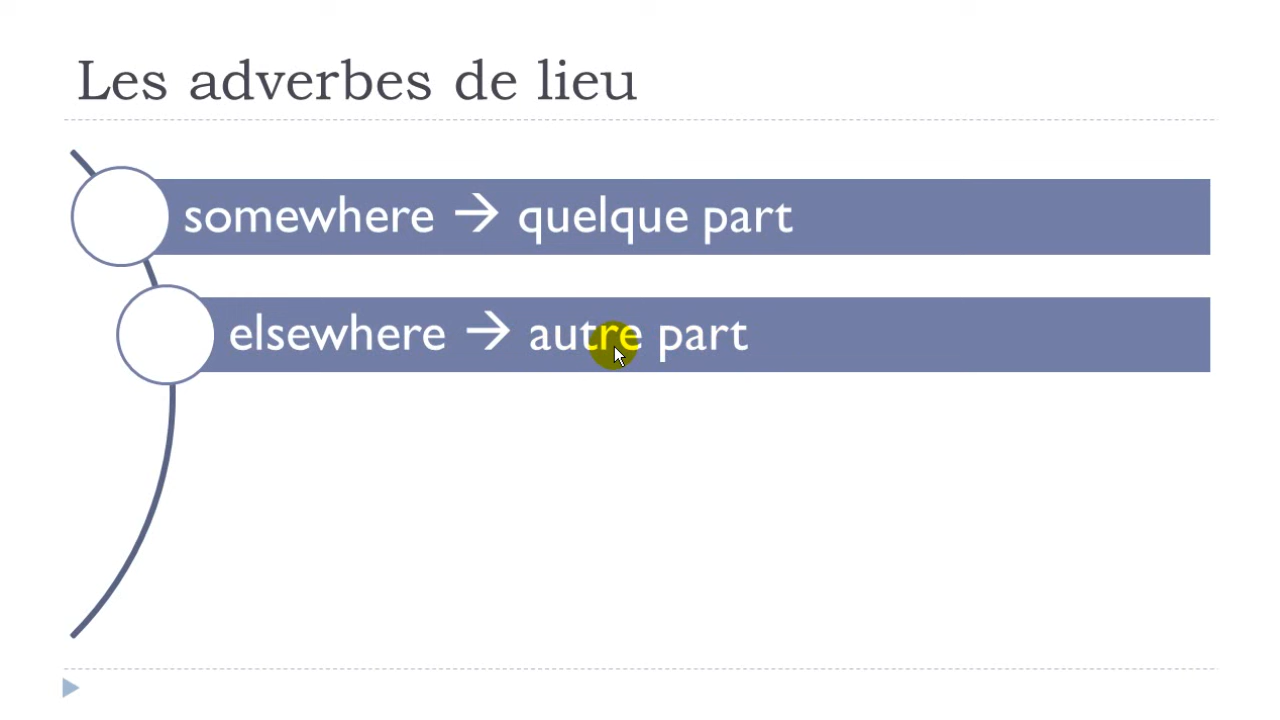 Les adverbes de lieu
somewhere → quelque part
elsewhere → autre part